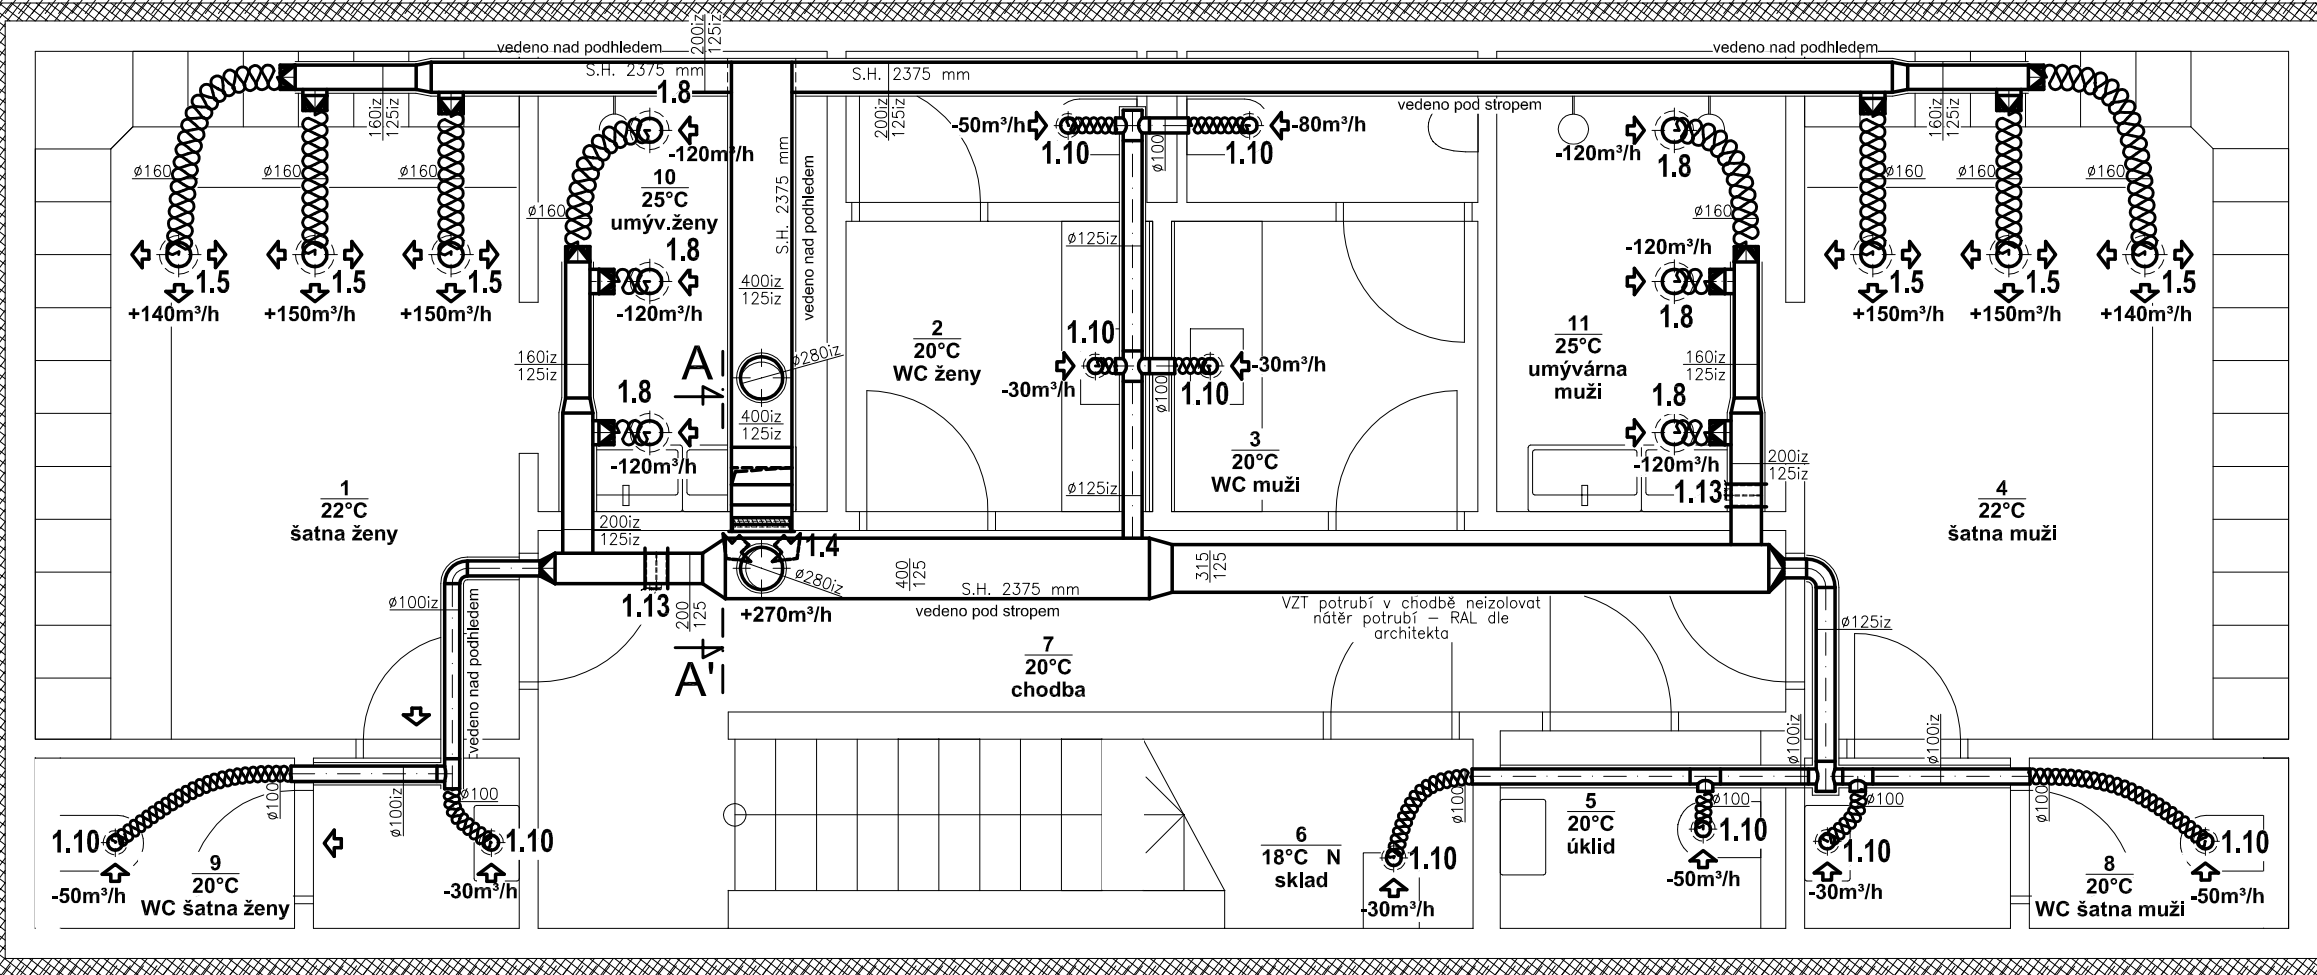 vedeno nad podhledem
200iz
125iz
vedeno nad podhledem
S.H. 2375 mm
S.H. 2375 mm
1.8
vedeno pod stropem
160iz
125iz
200iz
125iz
160iz
125iz
-50m³/h
-80m³/h
-120m³/h
-120m³/h
1.10
1.10
ø100
1.8
ø160
ø160
ø160
ø160
ø160
ø160
10
25°C
umýv.ženy
S.H. 2375 mm
vedeno nad podhledem
ø160
ø160
ø125iz
1.8
-120m³/h
1.5
1.5
1.5
400iz
125iz
1.5
1.5
1.5
+140m³/h
+150m³/h
+150m³/h
-120m³/h
1.8
+150m³/h
+150m³/h
+140m³/h
1.10
2
20°C
WC ženy
11
25°C
umývárna
muži
160iz
125iz
A
4
ø280iz
-30m³/h
-30m³/h
ø100
1.10
160iz
125iz
1.8
400iz
125iz
1.8
-120m³/h
3
20°C
WC muži
-120m³/h
200iz
125iz
1
22°C
šatna ženy
ø125iz
1.13
4
22°C
šatna muži
200iz
125iz
1.4
ø280iz
400
125
S.H. 2375 mm
315
125
ø100iz
1.13
200
125
+270m³/h
vedeno pod stropem
VZT potrubí v chodbě neizolovat
nátěr potrubí – RAL dle
architekta
ø125iz
vedeno nad podhledem
4
A'
7
20°C
chodba
ø100iz
ø100iz
ø100
ø100iz
ø100
ø100
ø100
ø100
ø100
1.10
1.10
5
20°C
úklid
1.10
1.10
1.10
-50m³/h
9
20°C
WC šatna ženy
-30m³/h
6
18°C N
sklad
1.10
-30m³/h
-50m³/h
-30m³/h
8
20°C
WC šatna muži
-50m³/h